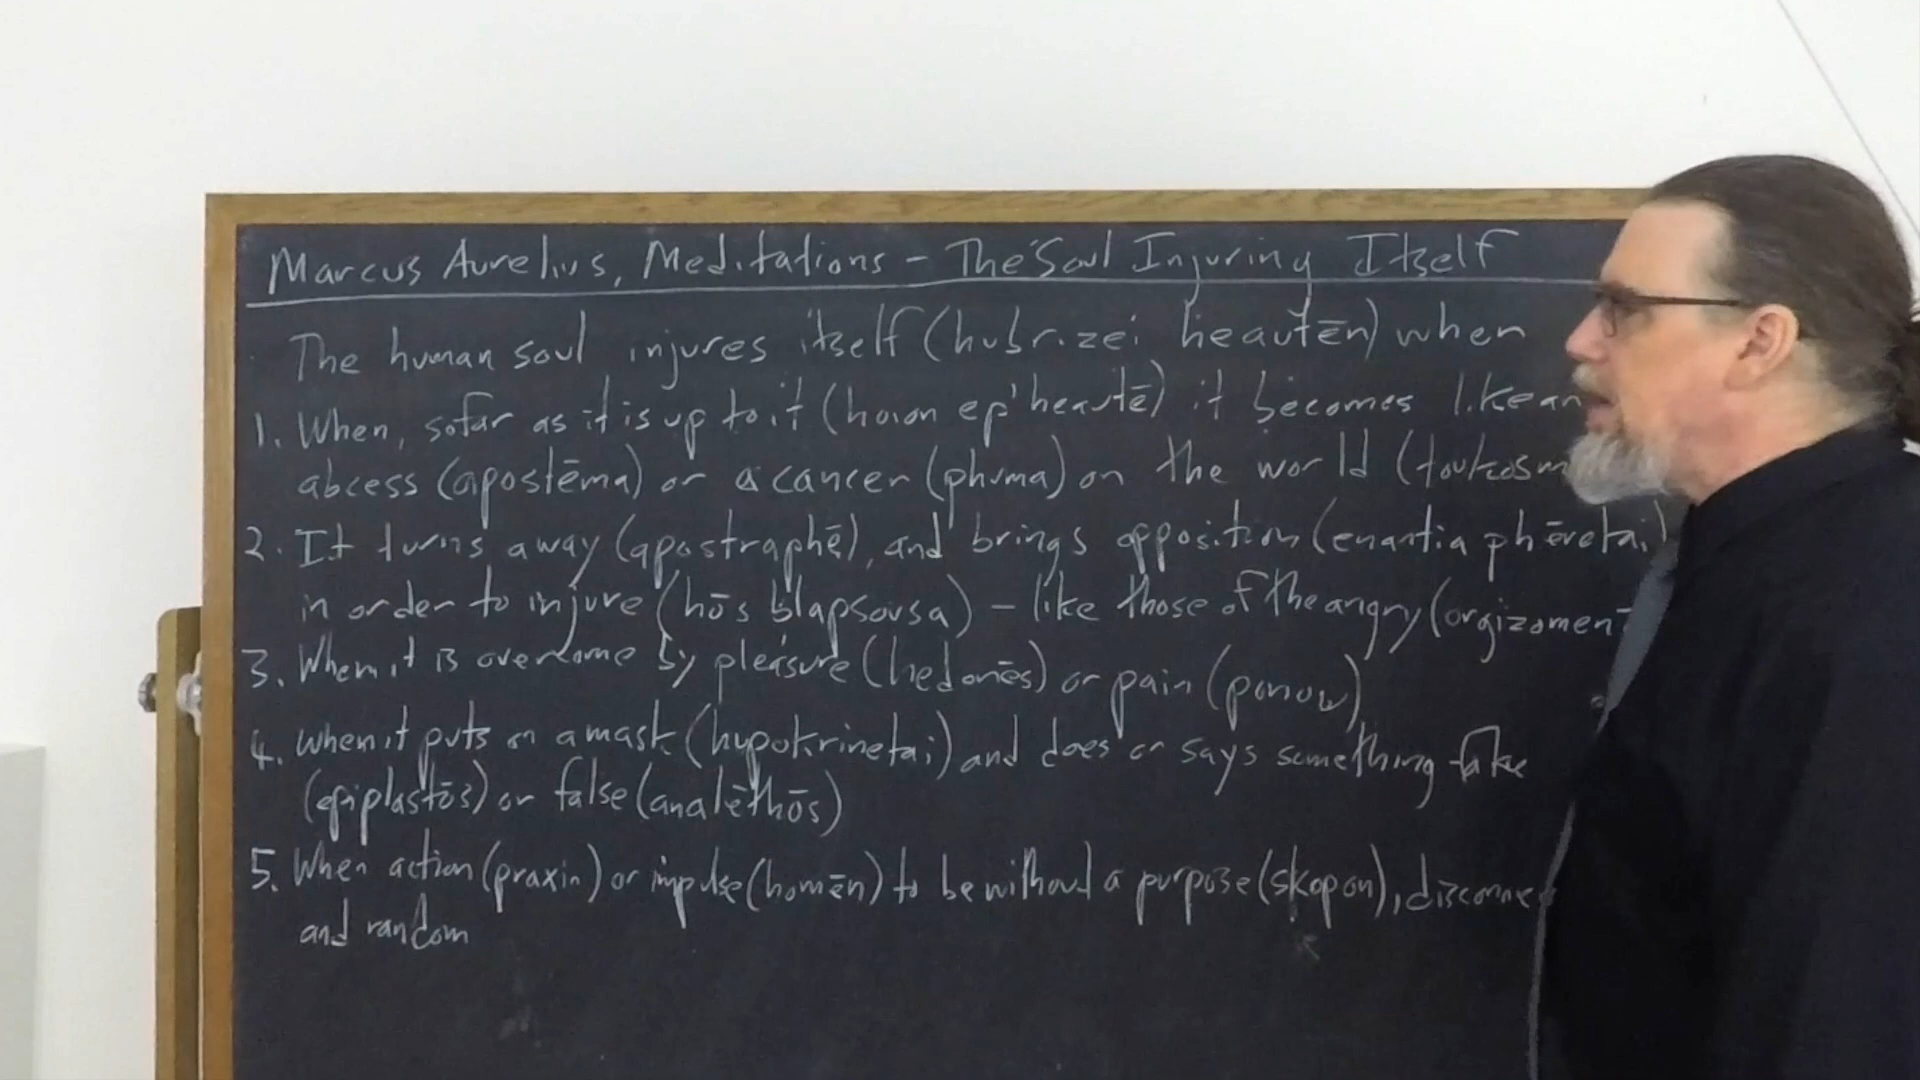 Marcus Aurelius, Meditations - The Soul Injuring Itself
The human soul injures itself (hubrizei heautēn) when
1. When, so far as it is up to it (hoion ep'heautē) it becomes like an
abcess (apostēma) or a cancer (phuma) on the world (tou kosm
2. It turns away (apostraphē), and brings opposition (enantia phēretai)
in order to injure (hōs blapsousa) - like those of the angry (orgizomen
3. When it is overcome by pleasure (hedonēs) or pain (ponou)
4. When it puts on a mask (hupokrinetai) and does or says something fake
(epiplastōs) or false (analēthōs)
5. When action (praxin) or impulse (homēn) to be without a purpose (skopon), disconne
and random